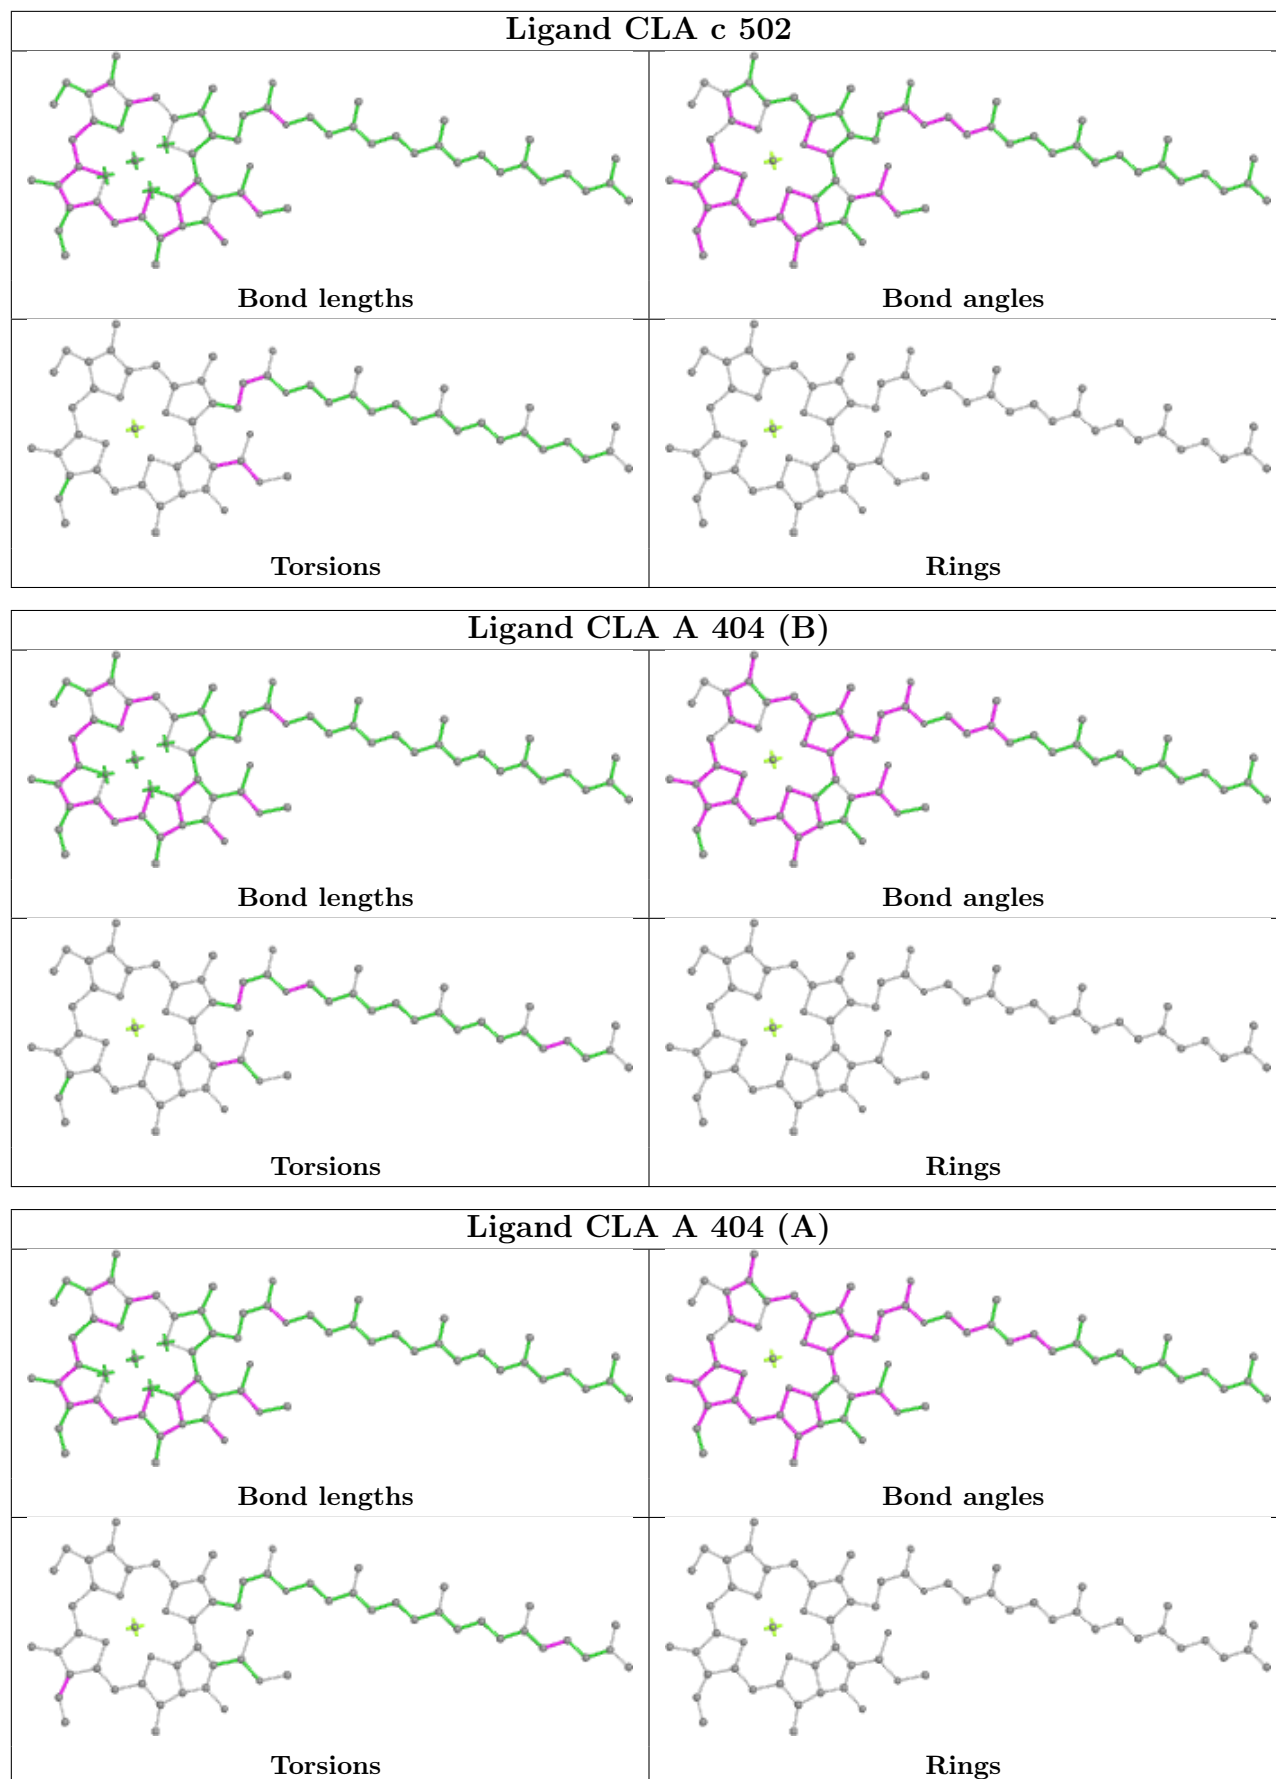 Ligand CLA c 502
Bond lengths
Bond angles
Torsions
Rings
Ligand CLA A 404 (B)
Bond lengths
Bond angles
Torsions
Rings
Ligand CLA A 404 (A)
Bond lengths
Bond angles
Torsions
Rings